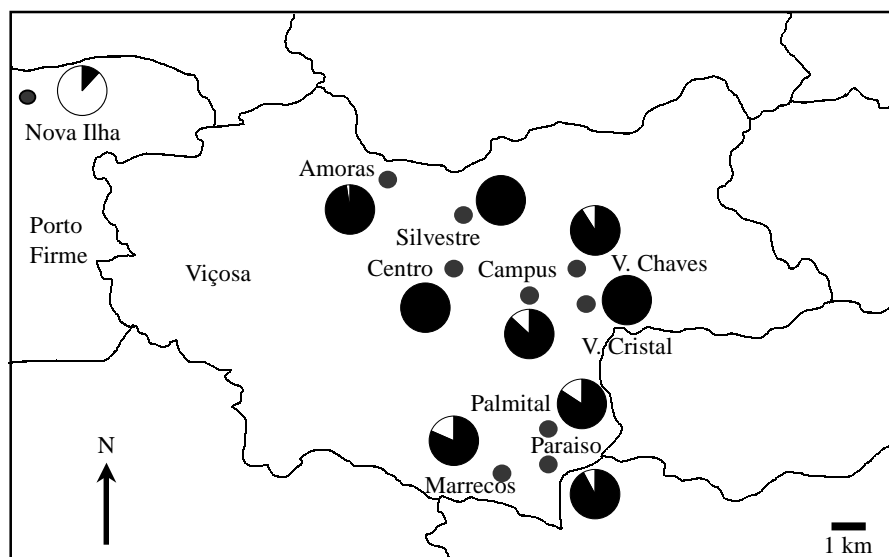 Nova Ilha
Amoras
Porto
Firme
Silvestre
Viçosa
Centro
Campus
V. Chaves
V. Cristal
Palmital
Paraiso
Marrecos
N
1 km